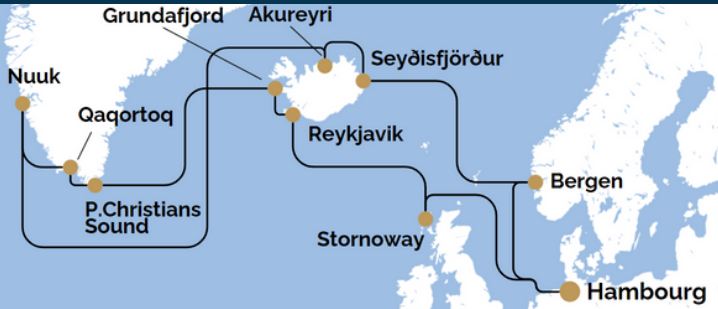 Grundafjord
Akureyri
Nuuk
Seyðisfjörður
Qaqortoq
Reykjavik
P.Christians
Sound
Bergen
Stornoway
Hambourg